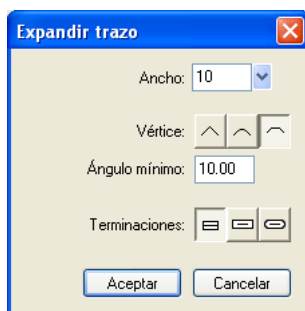 Expandir trazo
Ancho: 10
Vértice:
Ángulo mínimo: 10.00
Terminaciones:
Aceptar Cancelar